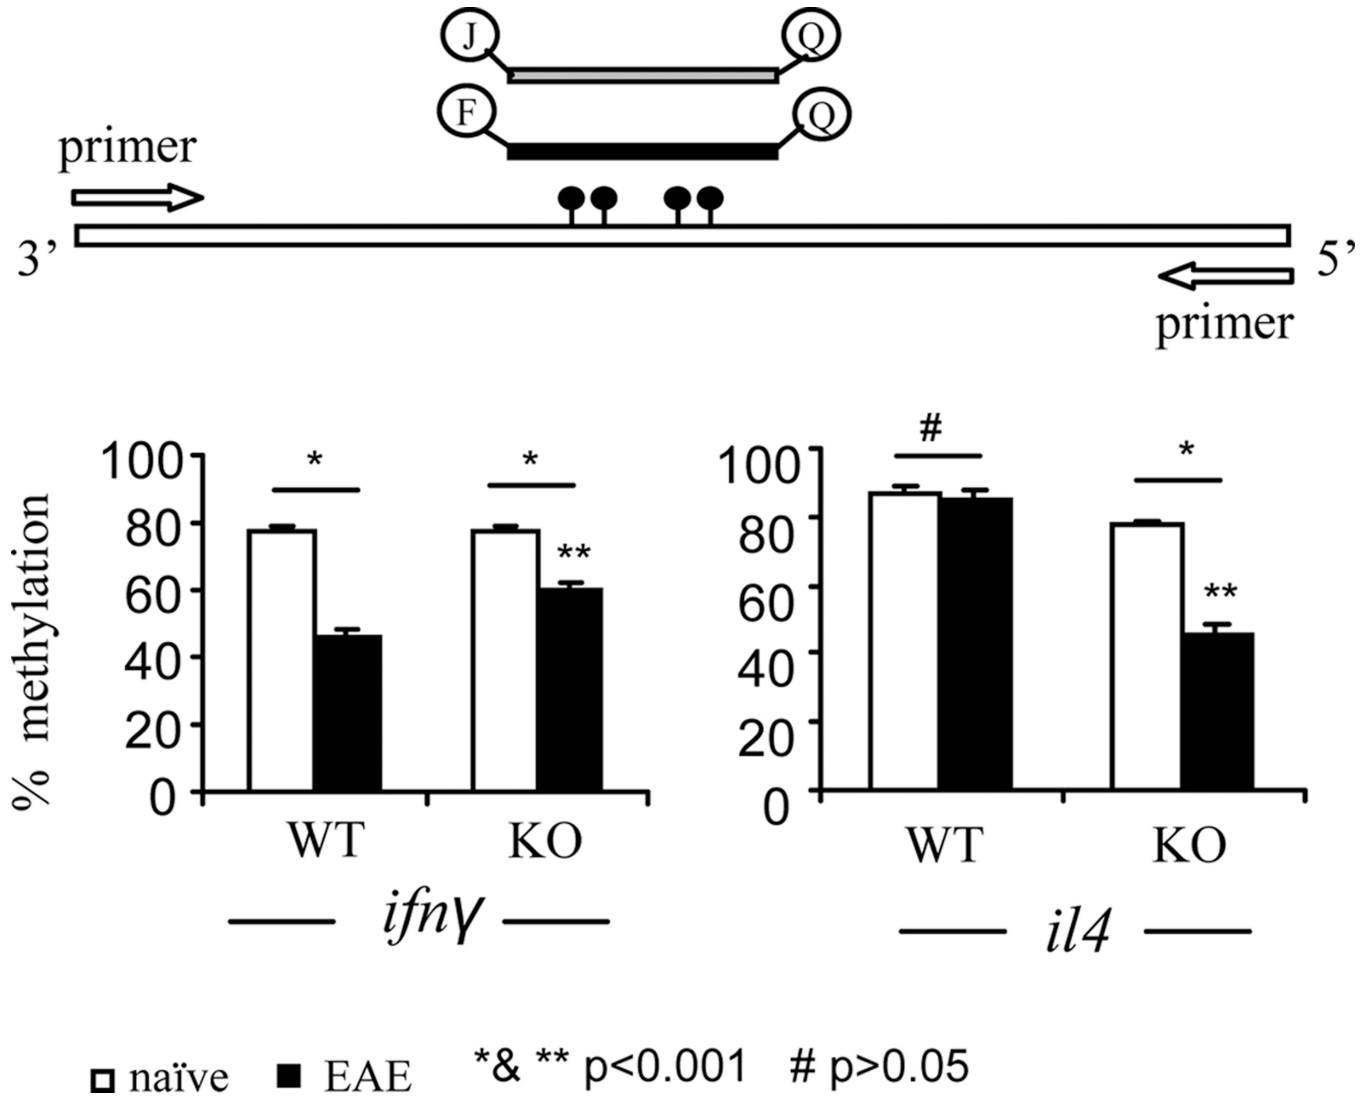 J Q
F Q
primer
3’ 5’
primer
% methylation
100
80
60
40
20
0
* *
**
WT KO
ifnγ
100
80
60
40
20
0
# *
**
WT KO
il4
naïve EAE *& ** p<0.001 # p>0.05